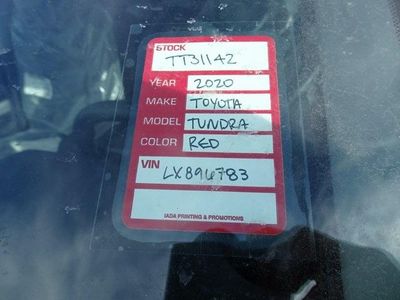 STOCK
TT31142
YEAR 2020
MAKE TOYOTA
MODEL TUNDRA
COLOR RED
VIN LX896783
IADA PRINTING & PROMOTIONS